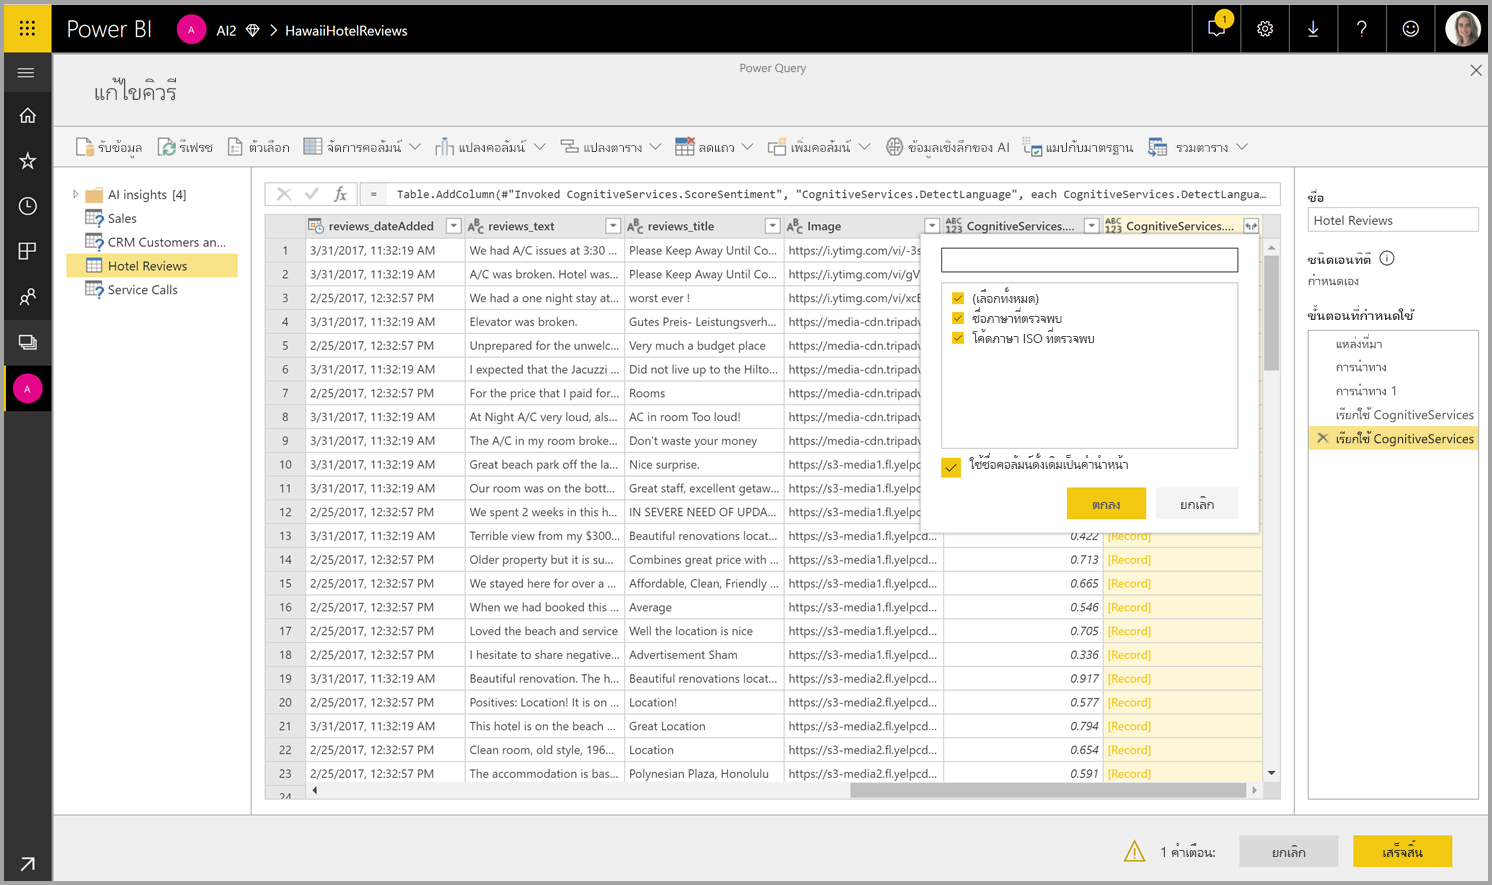 Power BI A AI2 > HawaiiHotelReviews 1 ?
Power Query
แก้ไขคิวรี
รับข้อมูล รีเฟรช ตัวเลือก จัดการคอลัมน์ แปลงคอลัมน์ แปลงตาราง ลดแถว เพิ่มคอลัมน์ ข้อมูลเชิงลึกของ AI แมปกับมาตรฐาน รวมตาราง
AI insights [4]
Sales
CRM Customers an...
Hotel Reviews
Service Calls
A
fx = Table.AddColumn(#"Invoked CognitiveServices.ScoreSentiment", "CognitiveServices.DetectLanguage", each CognitiveServices.DetectLangua...
reviews_dateAdded ABC reviews_text ABC reviews_title ABC Image ABC 123 CognitiveServices.... ABC 123 CognitiveServices....
1 3/31/2017, 11:32:19 AM We had A/C issues at 3:30 ... Please Keep Away Until Co... https://i.ytimg.com/vi/-3s
2 3/31/2017, 11:32:19 AM A/C was broken. Hotel was... Please Keep Away Until Co... https://i.ytimg.com/vi/gV
3 2/25/2017, 12:32:57 PM We had a one night stay at... worst ever ! https://i.ytimg.com/vi/xcE
4 3/31/2017, 11:32:19 AM Elevator was broken. Gutes Preis- Leistungsverh... https://media-cdn.tripadv
5 2/25/2017, 12:32:57 PM Unprepared for the unwelc... Very much a budget place https://media-cdn.tripadv
6 3/31/2017, 11:32:19 AM I expected that the Jacuzzi ... Did not live up to the Hilto... https://media-cdn.tripadv
7 2/25/2017, 12:32:57 PM For the price that I paid for... Rooms https://media-cdn.tripadv
8 3/31/2017, 11:32:19 AM At Night A/C very loud, als... AC in room Too loud! https://media-cdn.tripadv
9 3/31/2017, 11:32:19 AM The A/C in my room broke... Don't waste your money https://media-cdn.tripadv
10 3/31/2017, 11:32:19 AM Great beach park off the la... Nice surprise. https://s3-media1.fl.yelpc
11 3/31/2017, 11:32:19 AM Our room was on the bott... Great staff, excellent getaw... https://s3-media1.fl.yelpc
12 2/25/2017, 12:32:57 PM We spent 2 weeks in this h... IN SEVERE NEED OF UPDA... https://s3-media1.fl.yelpc
13 3/31/2017, 11:32:19 AM Terrible view from my $300... Beautiful renovations locat... https://s3-media1.fl.yelpcd... 0.422 [Record]
14 2/25/2017, 12:32:57 PM Older property but it is su... Combines great price with ... https://s3-media1.fl.yelpcd... 0.713 [Record]
15 2/25/2017, 12:32:57 PM We stayed here for over a ... Affordable, Clean, Friendly ... https://s3-media1.fl.yelpcd... 0.665 [Record]
16 2/25/2017, 12:32:57 PM When we had booked this ... Average https://s3-media1.fl.yelpcd... 0.546 [Record]
17 2/25/2017, 12:32:57 PM Loved the beach and service Well the location is nice https://s3-media1.fl.yelpcd... 0.705 [Record]
18 2/25/2017, 12:32:57 PM I hesitate to share negative... Advertisement Sham https://s3-media1.fl.yelpcd... 0.336 [Record]
19 3/31/2017, 11:32:19 AM Beautiful renovation. The h... Beautiful renovations locat... https://s3-media2.fl.yelpcd... 0.917 [Record]
20 2/25/2017, 12:32:57 PM Positives: Location! It is on ... Location! https://s3-media2.fl.yelpcd... 0.577 [Record]
21 3/31/2017, 11:32:19 AM This hotel is on the beach ... Great Location https://s3-media2.fl.yelpcd... 0.794 [Record]
22 2/25/2017, 12:32:57 PM Clean room, old style, 196... Location https://s3-media2.fl.yelpcd... 0.654 [Record]
23 2/25/2017, 12:32:57 PM The accommodation is bas... Polynesian Plaza, Honolulu https://s3-media2.fl.yelpcd... 0.591 [Record]
24
(เลือกทั้งหมด)
ชื่อภาษาที่ตรวจพบ
โค้ดภาษา ISO ที่ตรวจพบ
ใช้ชื่อคอลัมน์ดั้งเดิมเป็นคำนำหน้า
ตกลง ยกเลิก
ชื่อ
Hotel Reviews
ชนิดเอนทิตี
กำหนดเอง
ขั้นตอนที่กำหนดใช้
แหล่งที่มา
การนำทาง
การนำทาง 1
เรียกใช้ CognitiveServices
เรียกใช้ CognitiveServices
1 คำเตือน: ยกเลิก เสร็จสิ้น